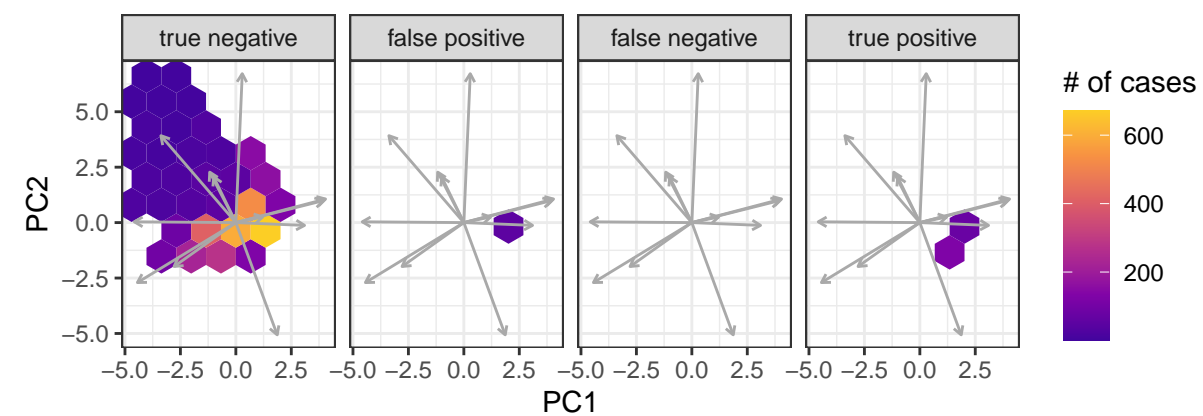 true negative false positive false negative true positive
# of cases
600
400
200
PC2
5.0
2.5
0.0
−2.5
−5.0
−5.0 −2.5 0.0 2.5 −5.0 −2.5 0.0 2.5 −5.0 −2.5 0.0 2.5 −5.0 −2.5 0.0 2.5
PC1